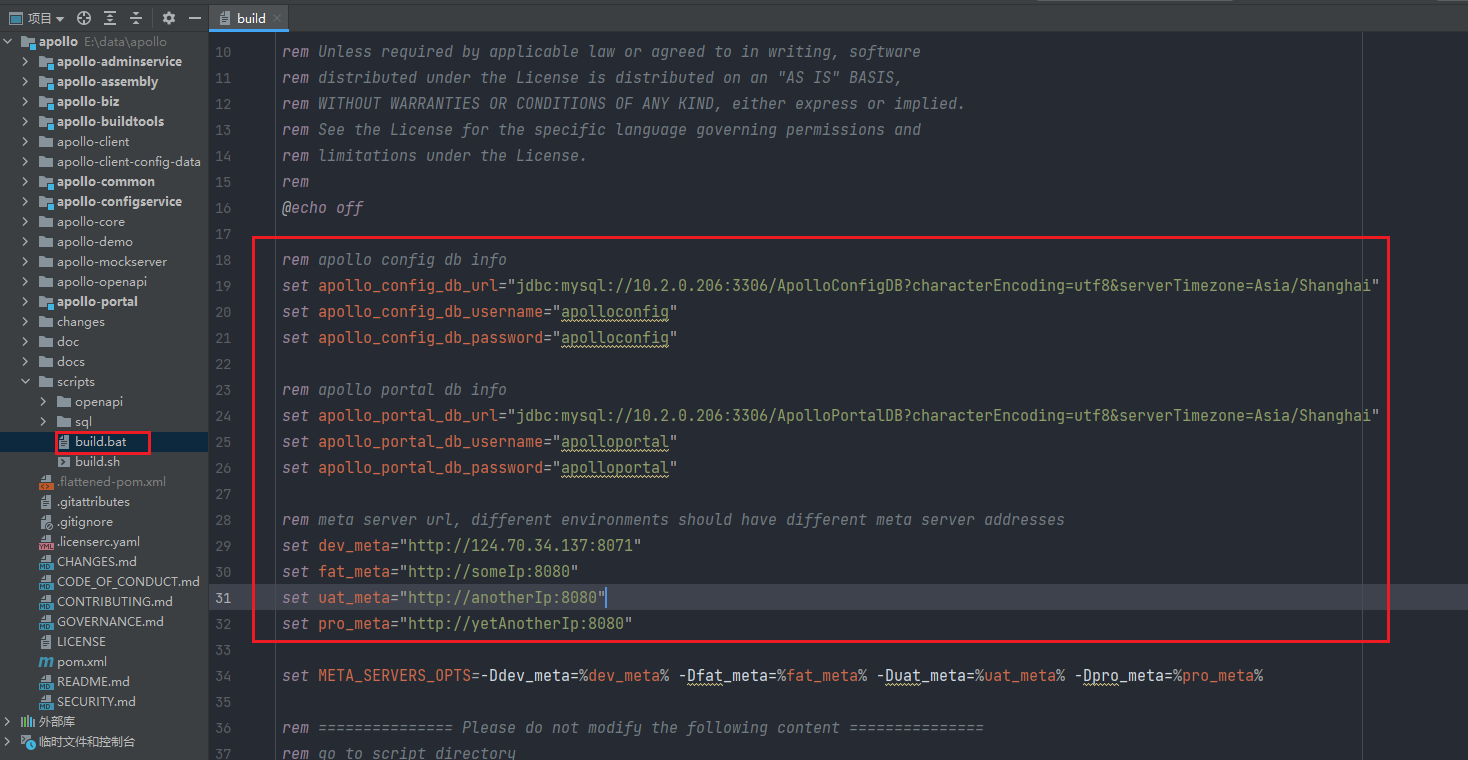 项目
build
apollo E:\data\apollo
apollo-adminservice
apollo-assembly
apollo-biz
apollo-buildtools
apollo-client
apollo-client-config-data
apollo-common
apollo-configservice
apollo-core
apollo-demo
apollo-mockserver
apollo-openapi
apollo-portal
changes
doc
docs
scripts
openapi
sql
build.bat
build.sh
.flattened-pom.xml
.gitattributes
.gitignore
.licenserc.yaml
CHANGES.md
CODE_OF_CONDUCT.md
CONTRIBUTING.md
GOVERNANCE.md
LICENSE
pom.xml
README.md
SECURITY.md
外部库
临时文件和控制台
10 rem Unless required by applicable law or agreed to in writing, software
11 rem distributed under the License is distributed on an "AS IS" BASIS,
12 rem WITHOUT WARRANTIES OR CONDITIONS OF ANY KIND, either express or implied.
13 rem See the License for the specific language governing permissions and
14 rem limitations under the License.
15 rem
16 @echo off
17
18 rem apollo config db info
19 set apollo_config_db_url="jdbc:mysql://10.2.0.206:3306/ApolloConfigDB?characterEncoding=utf8&serverTimezone=Asia/Shanghai"
20 set apollo_config_db_username="apolloconfig"
21 set apollo_config_db_password="apolloconfig"
22
23 rem apollo portal db info
24 set apollo_portal_db_url="jdbc:mysql://10.2.0.206:3306/ApolloPortalDB?characterEncoding=utf8&serverTimezone=Asia/Shanghai"
25 set apollo_portal_db_username="apolloportal"
26 set apollo_portal_db_password="apolloportal"
27
28 rem meta server url, different environments should have different meta server addresses
29 set dev_meta="http://124.70.34.137:8071"
30 set fat_meta="http://someIp:8080"
31 set uat_meta="http://anotherIp:8080"
32 set pro_meta="http://yetAnotherIp:8080"
33
34 set META_SERVERS_OPTS=-Ddev_meta=%dev_meta% -Dfat_meta=%fat_meta% -Duat_meta=%uat_meta% -Dpro_meta=%pro_meta%
35
36 rem =============== Please do not modify the following content ===============
37 rem go to script directory